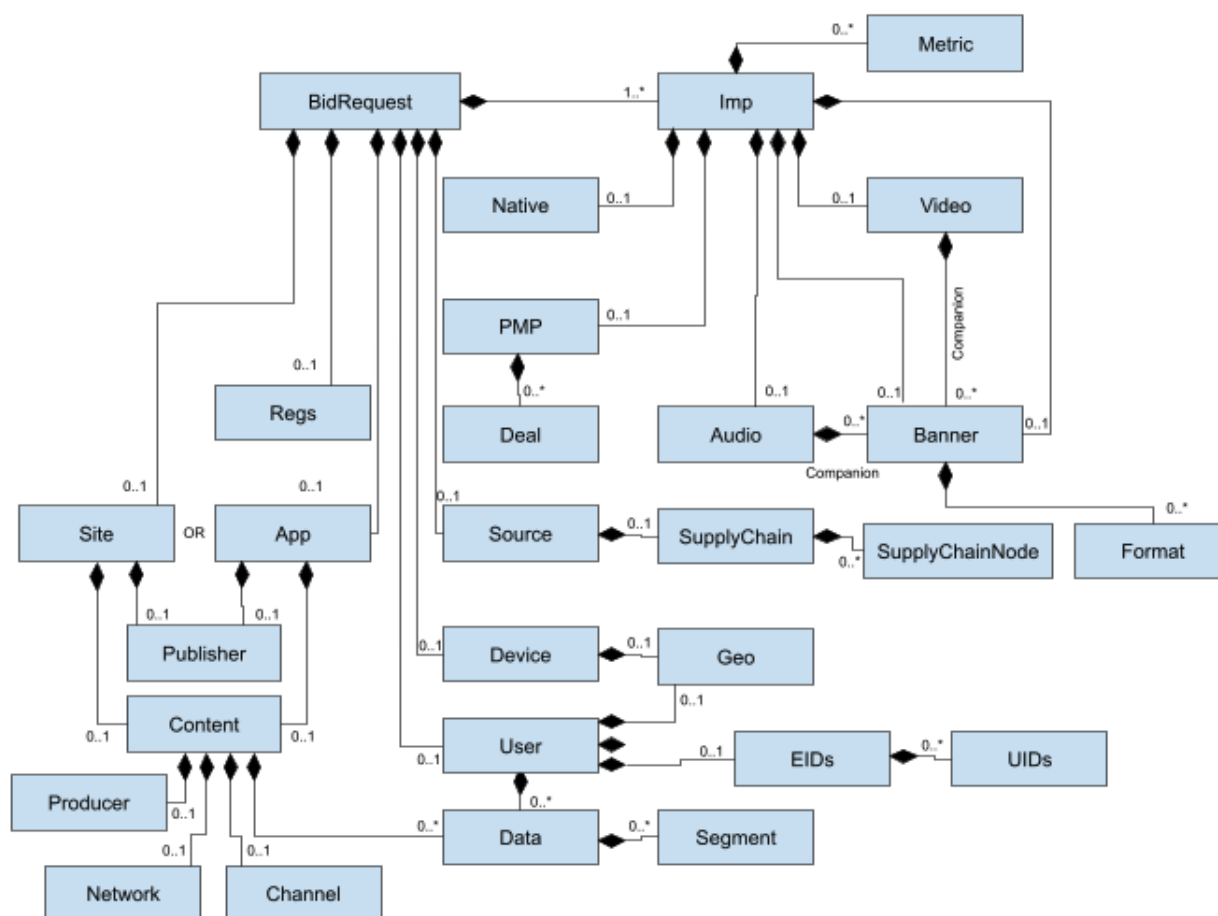 0..*
Metric
BidRequest
1..*
Imp
Native
0..1
0..1
Video
Companion
PMP
0..1
0..1
Regs
0..*
Deal
0..1
Audio
0..*
Companion
0..1
0..*
Banner
0..1
0..1
Site
OR
0..1
App
0..1
Source
0..1
SupplyChain
0..*
SupplyChainNode
0..*
Format
0..1
0..1
Publisher
0..1
Device
0..1
Geo
0..1
Content
0..1
0..1
0..1
User
0..1
0..1
EIDs
0..*
UIDs
Producer
0..1
0..*
0..*
Data
0..*
Segment
0..1
0..1
Network
Channel